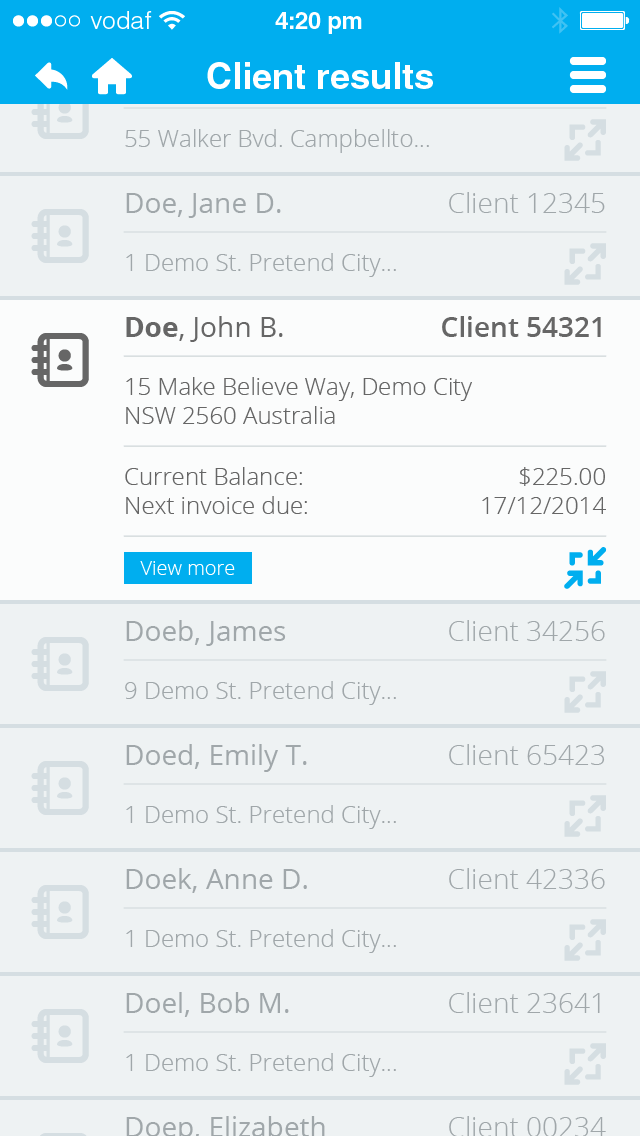 vodaf 4:20 pm
Client results
55 Walker Bvd. Campbellto...
Doe, Jane D. Client 12345
1 Demo St. Pretend City...
Doe, John B. Client 54321
15 Make Believe Way, Demo City
NSW 2560 Australia
Current Balance: $225.00
Next invoice due: 17/12/2014
View more
Doeb, James Client 34256
9 Demo St. Pretend City...
Doed, Emily T. Client 65423
1 Demo St. Pretend City...
Doek, Anne D. Client 42336
1 Demo St. Pretend City...
Doel, Bob M. Client 23641
1 Demo St. Pretend City...
Doep, Elizabeth Client 00234